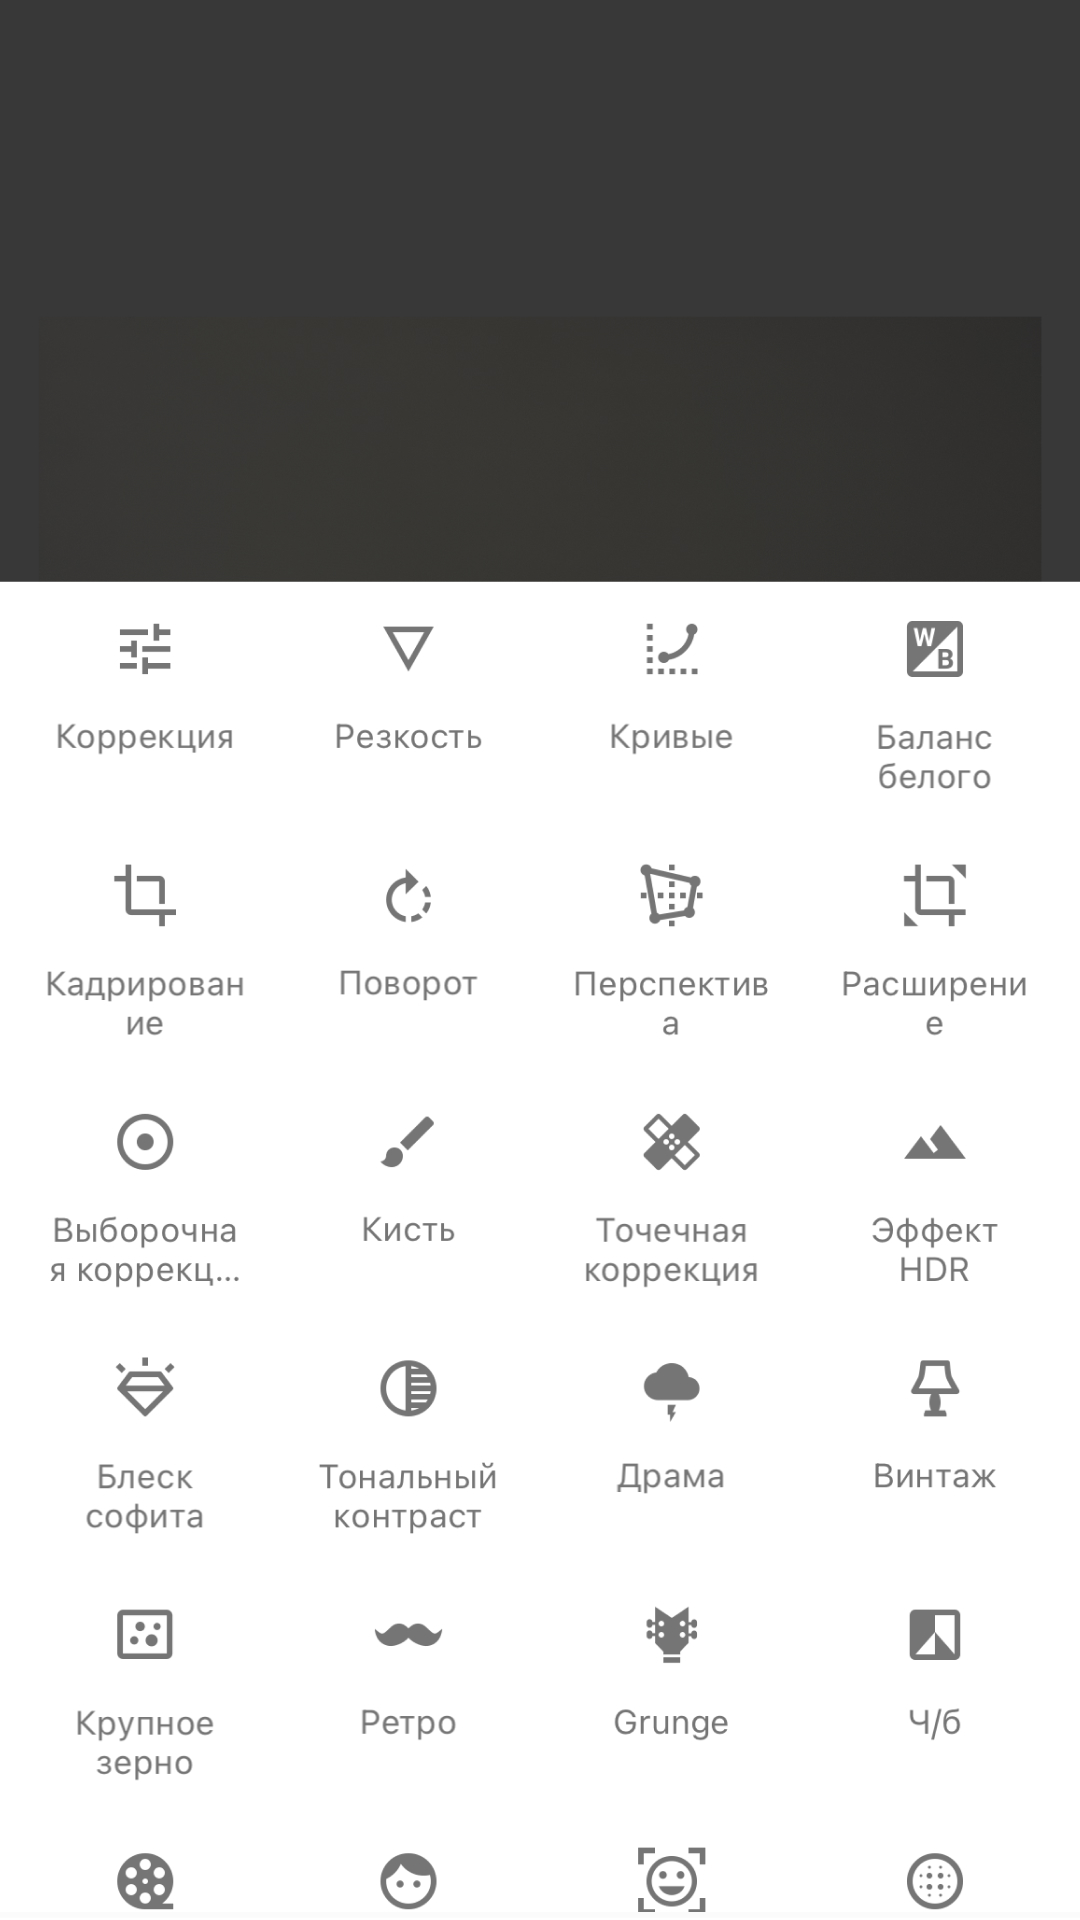 W
B
Коррекция
Резкость
Кривые
Баланс
белого
Кадрирован
ие
Поворот
Перспектив
а
Расширени
е
Выборочна
я коррекц...
Кисть
Точечная
коррекция
Эффект
HDR
Блеск
софита
Тональный
контраст
Драма
Винтаж
Крупное
зерно
Ретро
Grunge
Ч/б